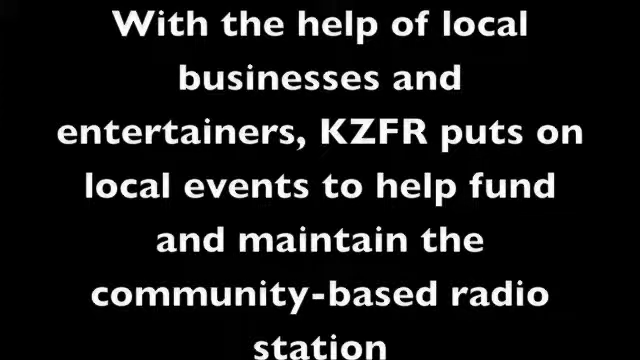 With the help of local
businesses and
entertainers, KZFR puts on
local events to help fund
and maintain the
community-based radio
station